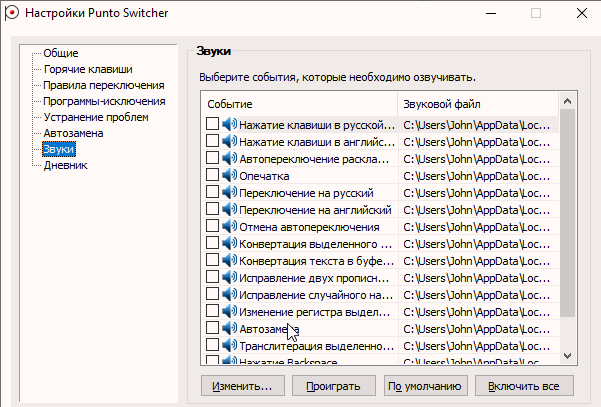 Настройки Punto Switcher
Общие
Горячие клавиши
Правила переключения
Программы-исключения
Устранение проблем
Автозамена
Звуки
Дневник
Звуки
Выберите события, которые необходимо озвучивать.
Событие Звуковой файл
Нажатие клавиши в русской... C:\Users\John\AppData\Loc...
Нажатие клавиши в английс... C:\Users\John\AppData\Loc...
Автопереключение раскла... C:\Users\John\AppData\Loc...
Опечатка C:\Users\John\AppData\Loc...
Переключение на русский C:\Users\John\AppData\Loc...
Переключение на английский C:\Users\John\AppData\Loc...
Отмена автопереключения C:\Users\John\AppData\Loc...
Конвертация выделенного ... C:\Users\John\AppData\Loc...
Конвертация текста в буфе... C:\Users\John\AppData\Loc...
Исправление двух прописн... C:\Users\John\AppData\Loc...
Исправление случайного на... C:\Users\John\AppData\Loc...
Изменение регистра выдел... C:\Users\John\AppData\Loc...
Автозамена C:\Users\John\AppData\Loc...
Транслитерация выделенно... C:\Users\John\AppData\Loc...
Нажатие Backspace C:\Users\John\AppData\Loc...
Изменить... Проиграть По умолчанию Включить все